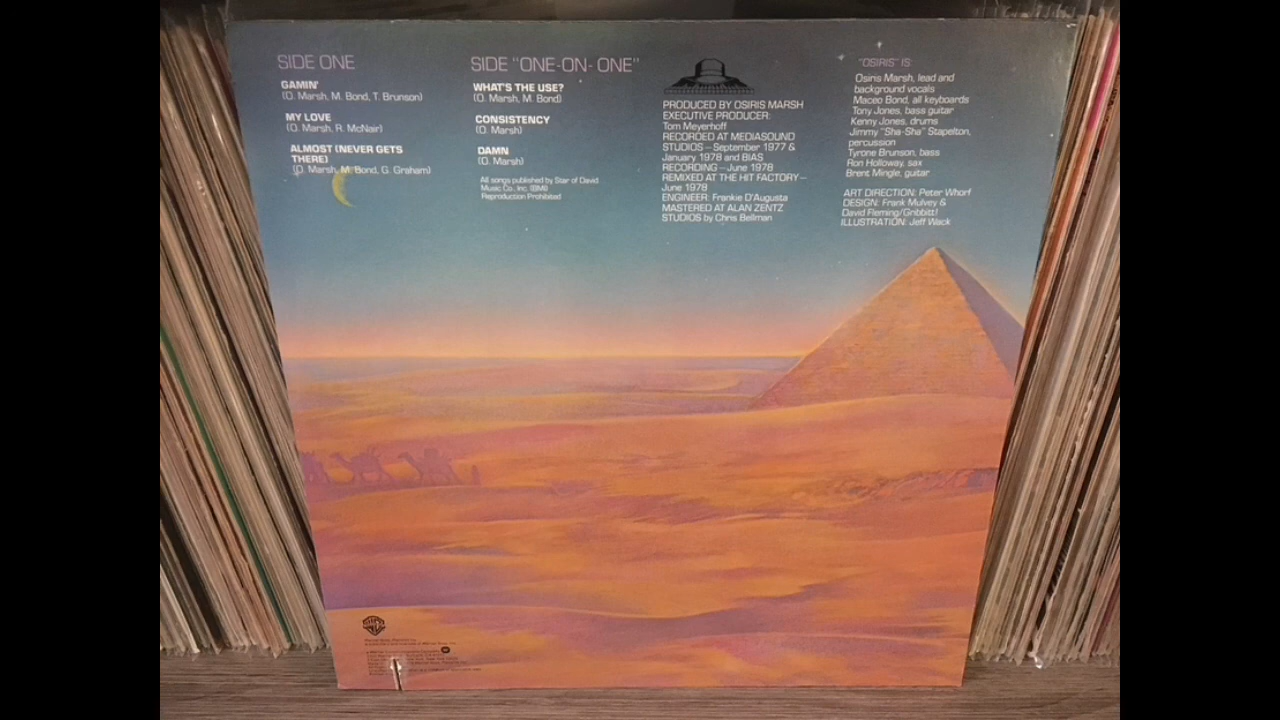 SIDE ONE
GAMIN'
(O. Marsh, M. Bond, T. Brunson)
MY LOVE
(O. Marsh, R. McNair)
ALMOST (NEVER GETS
THERE)
(O. Marsh, M. Bond, G. Graham)
SIDE "ONE-ON-ONE"
WHAT'S THE USE?
(O. Marsh, M. Bond)
CONSISTENCY
(O. Marsh)
DAMN
(O. Marsh)
All songs published by Star of David
Music Co., Inc. (BMI)
Reproduction Prohibited
PRODUCED BY OSIRIS MARSH
EXECUTIVE PRODUCER:
Tom Meyerhoff
RECORDED AT MEDIASOUND
STUDIOS—September 1977 &
January 1978 and BIAS
RECORDING—June 1978
REMIXED AT THE HIT FACTORY—
June 1978
ENGINEER: Frankie D'Augusta
MASTERED AT ALAN ZENTZ
STUDIOS by Chris Bellman
"OSIRIS" IS:
Osiris Marsh, lead and
background vocals
Maceo Bond, all keyboards
Tony Jones, bass guitar
Kenny Jones, drums
Jimmy "Sha-Sha" Stapelton,
percussion
Tyrone Brunson, bass
Ron Holloway, sax
Brent Mingle, guitar
ART DIRECTION: Peter Whorf
DESIGN: Frank Mulvey &
David Fleming/Gribbitt!
ILLUSTRATION: Jeff Wack